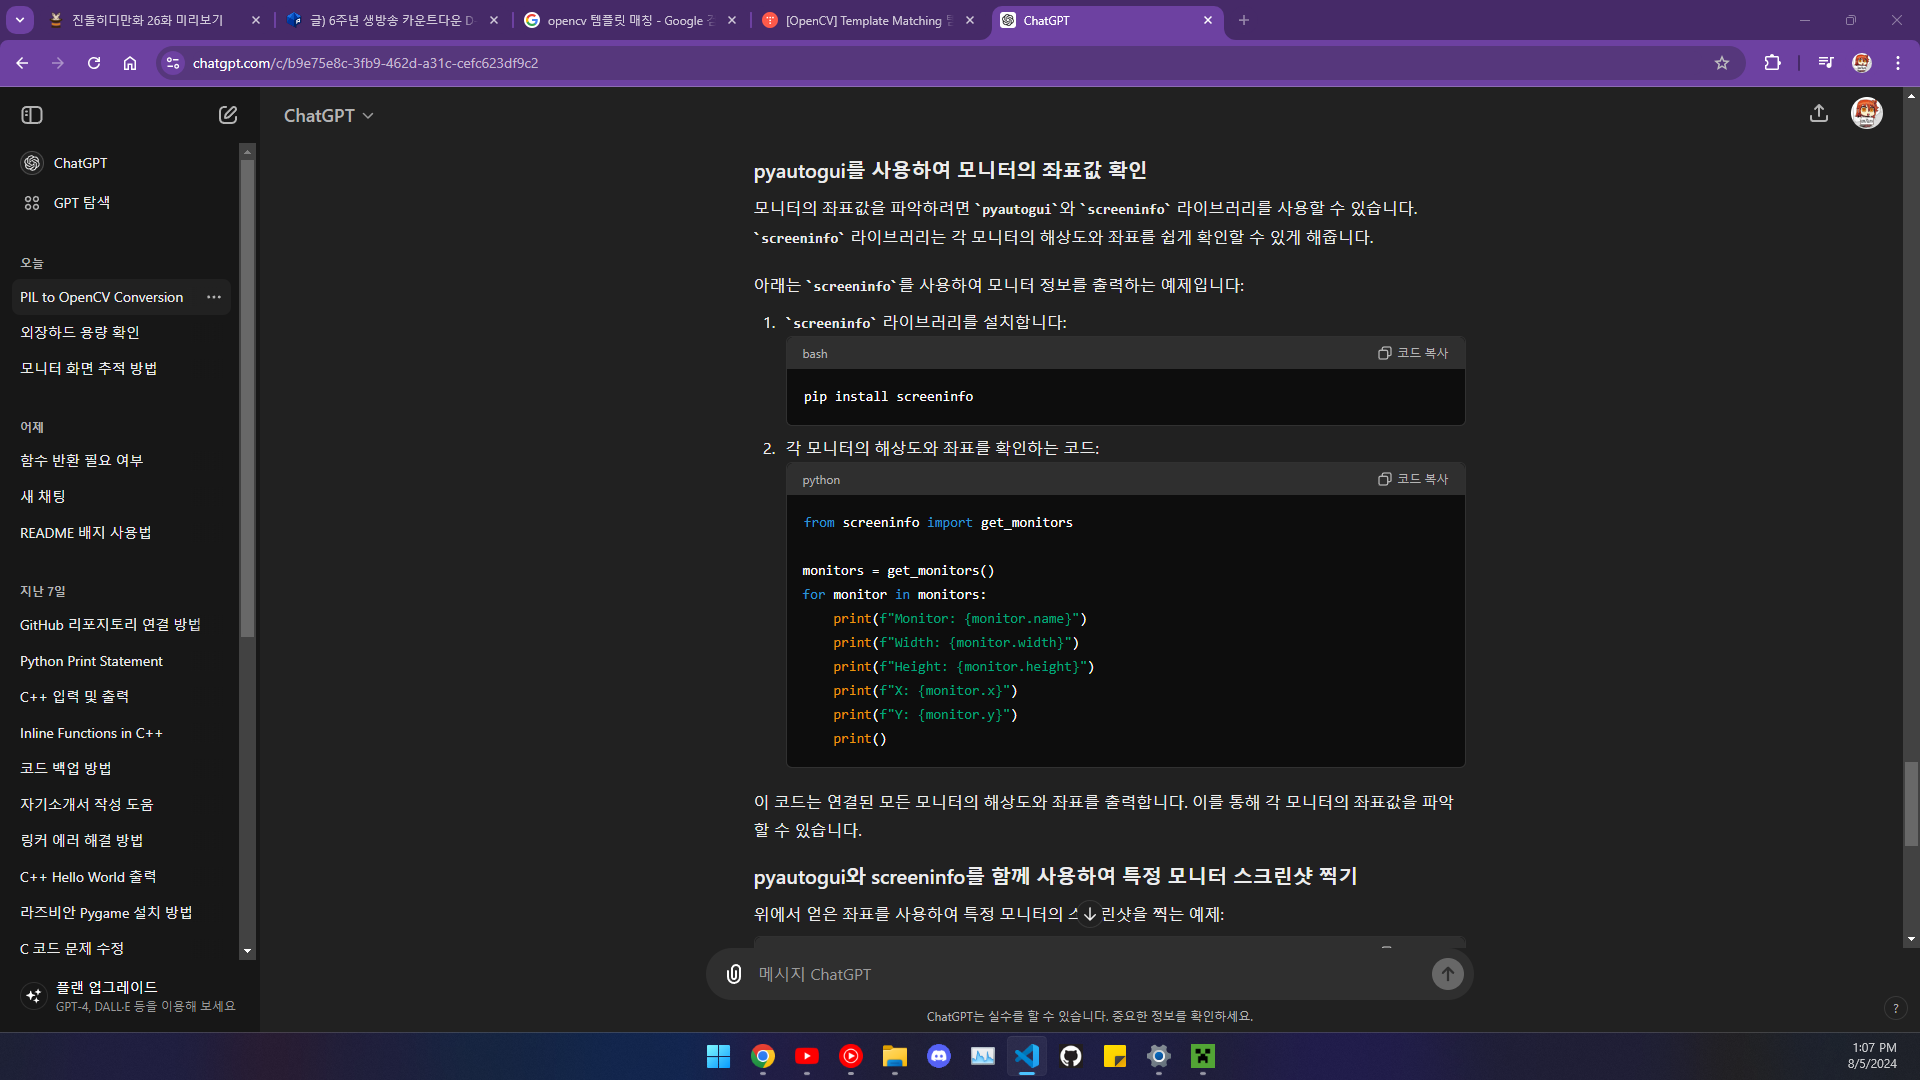 진돌히디만화 26화 미리보기
글) 6주년 생방송 카운트다운 D
opencv 템플릿 매칭 - Google
[OpenCV] Template Matching
ChatGPT
chatgpt.com/c/b9e75e8c-3fb9-462d-a31c-cefc623df9c2
ChatGPT
GPT 탐색
오늘
PIL to OpenCV Conversion
외장하드 용량 확인
모니터 화면 추적 방법
어제
함수 반환 필요 여부
새 채팅
README 배지 사용법
지난 7일
GitHub 리포지토리 연결 방법
Python Print Statement
C++ 입력 및 출력
Inline Functions in C++
코드 백업 방법
자기소개서 작성 도움
링커 에러 해결 방법
C++ Hello World 출력
라즈비안 Pygame 설치 방법
C 코드 문제 수정
플랜 업그레이드
GPT-4, DALL·E 등을 이용해 보세요
ChatGPT
pyautogui를 사용하여 모니터의 좌표값 확인
모니터의 좌표값을 파악하려면 `pyautogui`와 `screeninfo` 라이브러리를 사용할 수 있습니다.
`screeninfo` 라이브러리는 각 모니터의 해상도와 좌표를 쉽게 확인할 수 있게 해줍니다.
아래는 `screeninfo`를 사용하여 모니터 정보를 출력하는 예제입니다:
1. `screeninfo` 라이브러리를 설치합니다:
bash 코드 복사
pip install screeninfo
2. 각 모니터의 해상도와 좌표를 확인하는 코드:
python 코드 복사
from screeninfo import get_monitors
monitors = get_monitors()
for monitor in monitors:
    print(f"Monitor: {monitor.name}")
    print(f"Width: {monitor.width}")
    print(f"Height: {monitor.height}")
    print(f"X: {monitor.x}")
    print(f"Y: {monitor.y}")
    print()
이 코드는 연결된 모든 모니터의 해상도와 좌표를 출력합니다. 이를 통해 각 모니터의 좌표값을 파악
할 수 있습니다.
pyautogui와 screeninfo를 함께 사용하여 특정 모니터 스크린샷 찍기
위에서 얻은 좌표를 사용하여 특정 모니터의 스크린샷을 찍는 예제:
메시지 ChatGPT
ChatGPT는 실수를 할 수 있습니다. 중요한 정보를 확인하세요.
?
1:07 PM
8/5/2024